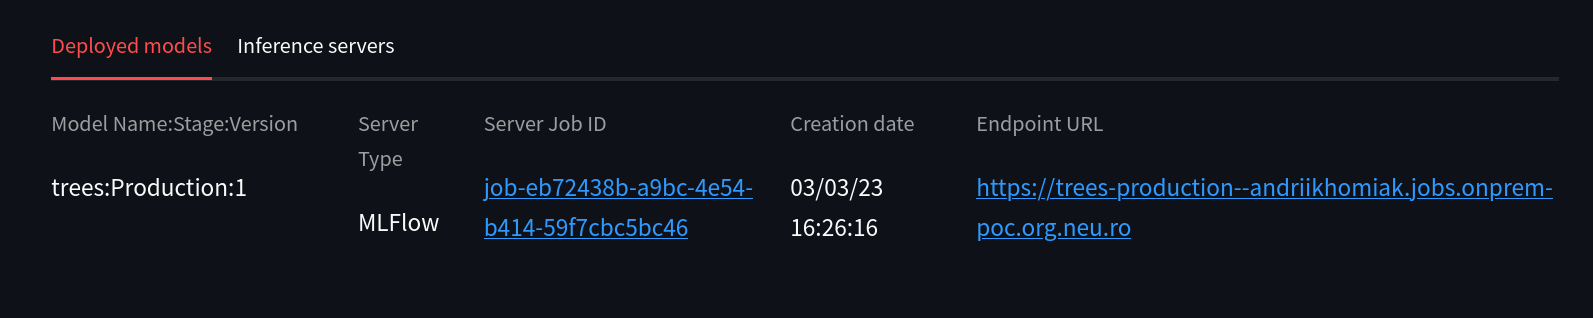 Deployed models Inference servers
Model Name:Stage:Version Server Type Server Job ID Creation date Endpoint URL
trees:Production:1 MLFlow job-eb72438b-a9bc-4e54- 03/03/23 https://trees-production--andriikhomiak.jobs.onprem-
b414-59f7cbc5bc46 16:26:16 poc.org.neu.ro